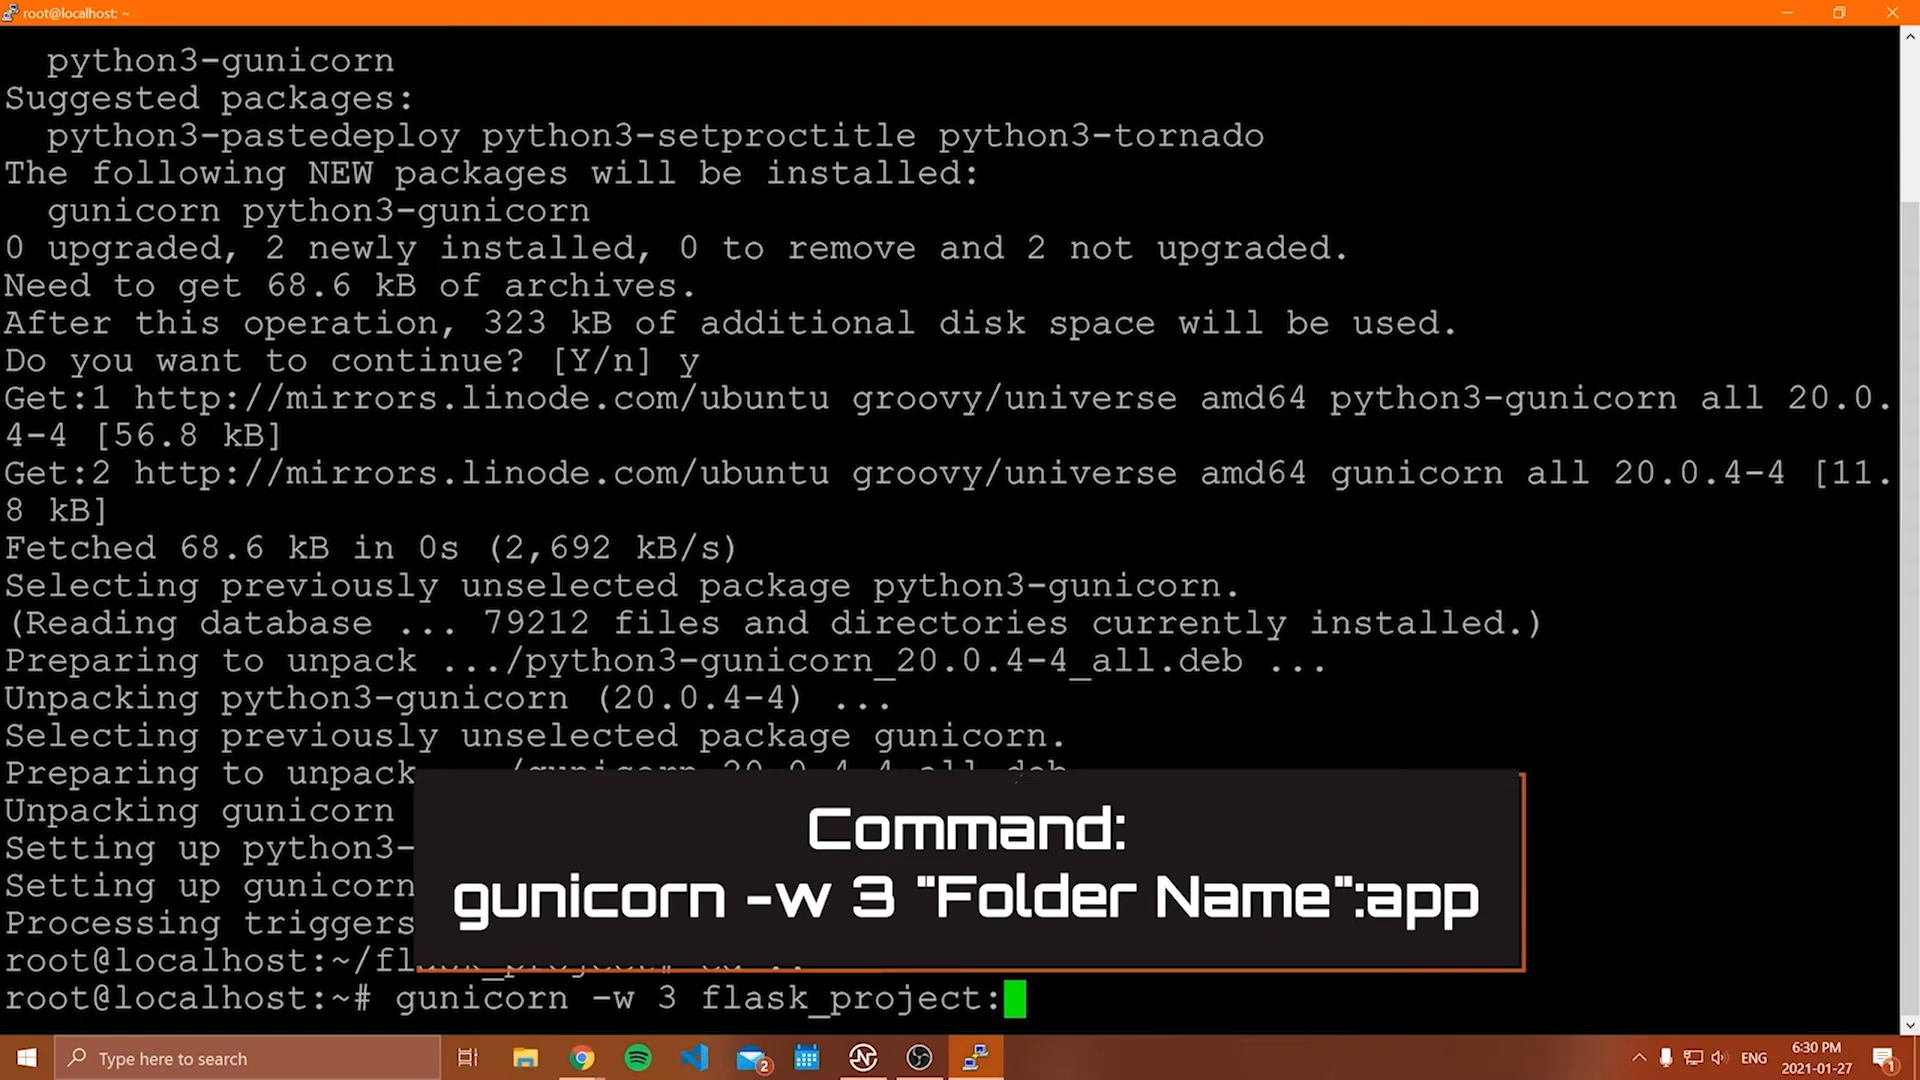 root@localhost: ~
python3-gunicorn
Suggested packages:
python3-pastedeploy python3-setproctitle python3-tornado
The following NEW packages will be installed:
gunicorn python3-gunicorn
0 upgraded, 2 newly installed, 0 to remove and 2 not upgraded.
Need to get 68.6 kB of archives.
After this operation, 323 kB of additional disk space will be used.
Do you want to continue? [Y/n] y
Get:1 http://mirrors.linode.com/ubuntu groovy/universe amd64 python3-gunicorn all 20.0.
4-4 [56.8 kB]
Get:2 http://mirrors.linode.com/ubuntu groovy/universe amd64 gunicorn all 20.0.4-4 [11.
8 kB]
Fetched 68.6 kB in 0s (2,692 kB/s)
Selecting previously unselected package python3-gunicorn.
(Reading database ... 79212 files and directories currently installed.)
Preparing to unpack .../python3-gunicorn_20.0.4-4_all.deb ...
Unpacking python3-gunicorn (20.0.4-4) ...
Selecting previously unselected package gunicorn.
Preparing to unpack
Unpacking gunicorn
Setting up python3-
Setting up gunicorn
Processing triggers
root@localhost:~/fl
Command:
gunicorn -w 3 "Folder Name":app
root@localhost:~# gunicorn -w 3 flask_project:
Type here to search
2
ENG
6:30 PM
2021-01-27
1